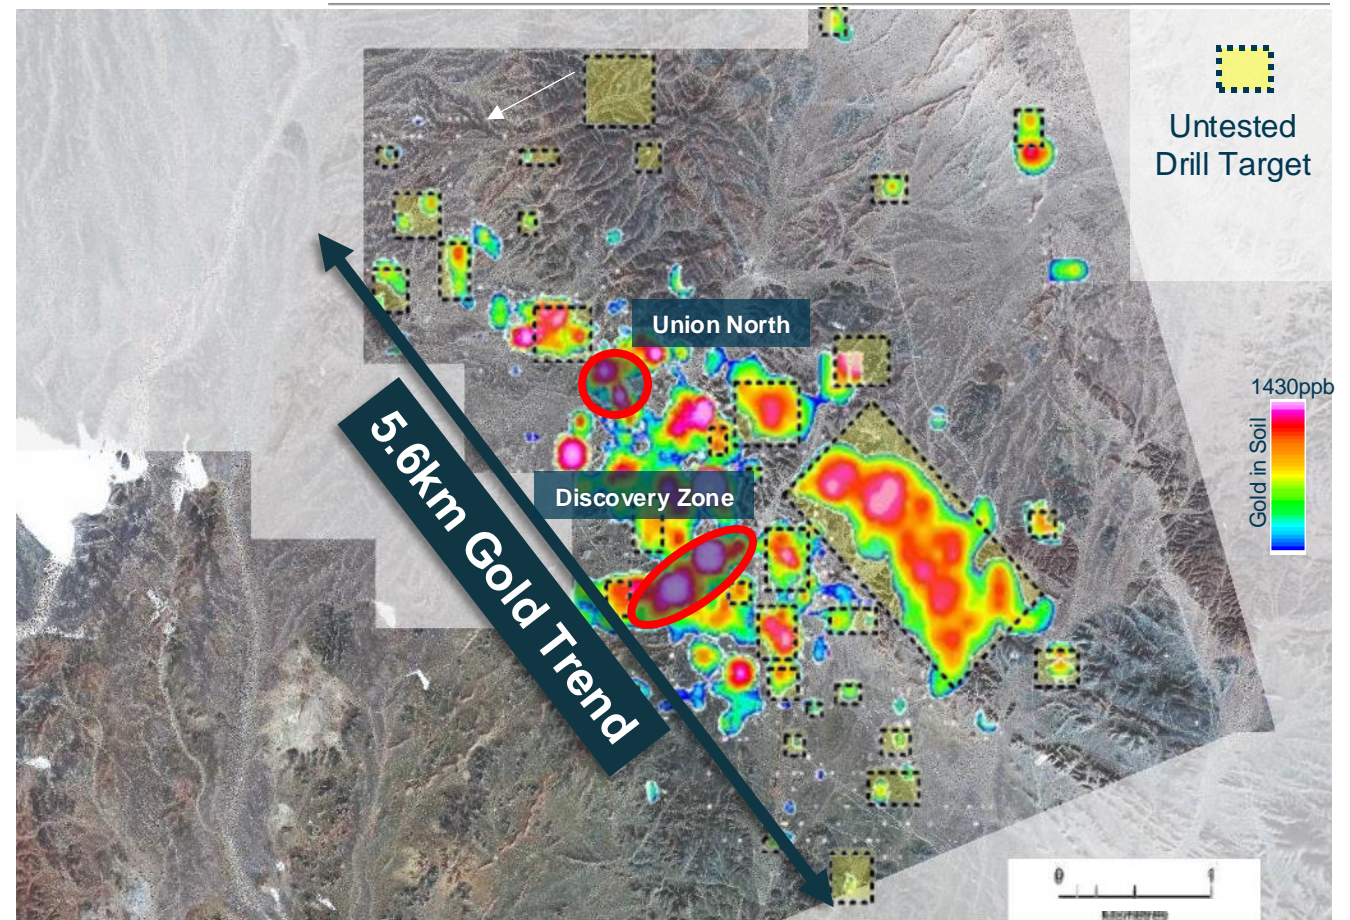 Untested
Drill Target
Union North
1430ppb
Gold in Soil
Discovery Zone
5.6km Gold Trend
0
1